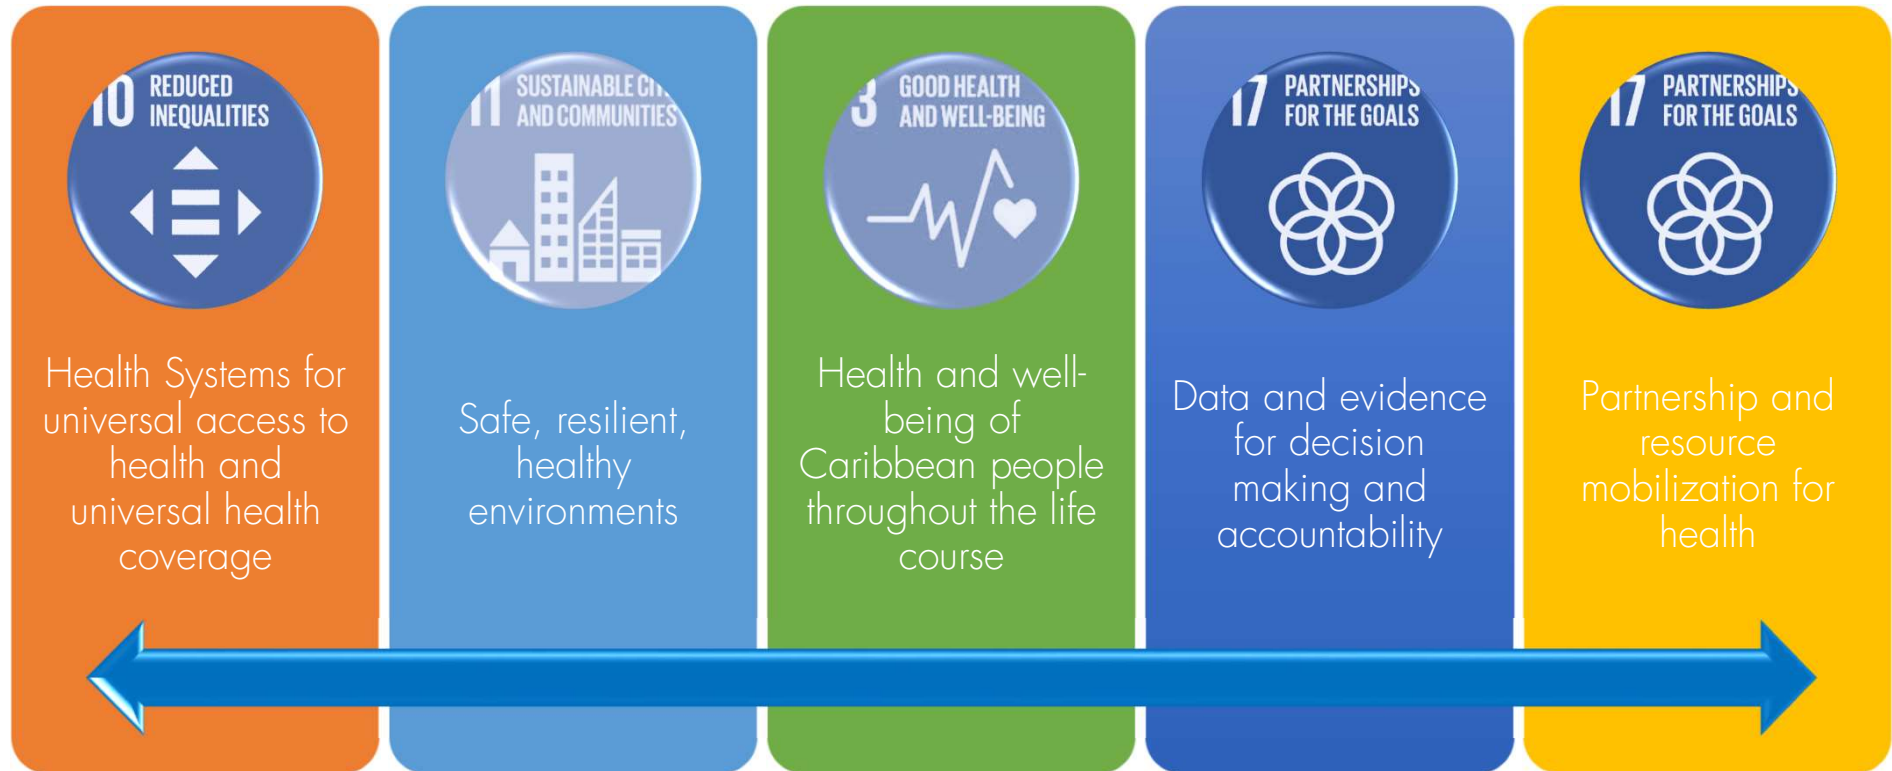 10 REDUCED
INEQUALITIES
Health Systems for
universal access to
health and
universal health
coverage
11 SUSTAINABLE CIT
AND COMMUNITIES
Safe, resilient,
healthy
environments
3 GOOD HEALTH
AND WELL-BEING
Health and well-
being of
Caribbean people
throughout the life
course
17 PARTNERSHIPS
FOR THE GOALS
Data and evidence
for decision
making and
accountability
17 PARTNERSHIPS
FOR THE GOALS
Partnership and
resource
mobilization for
health